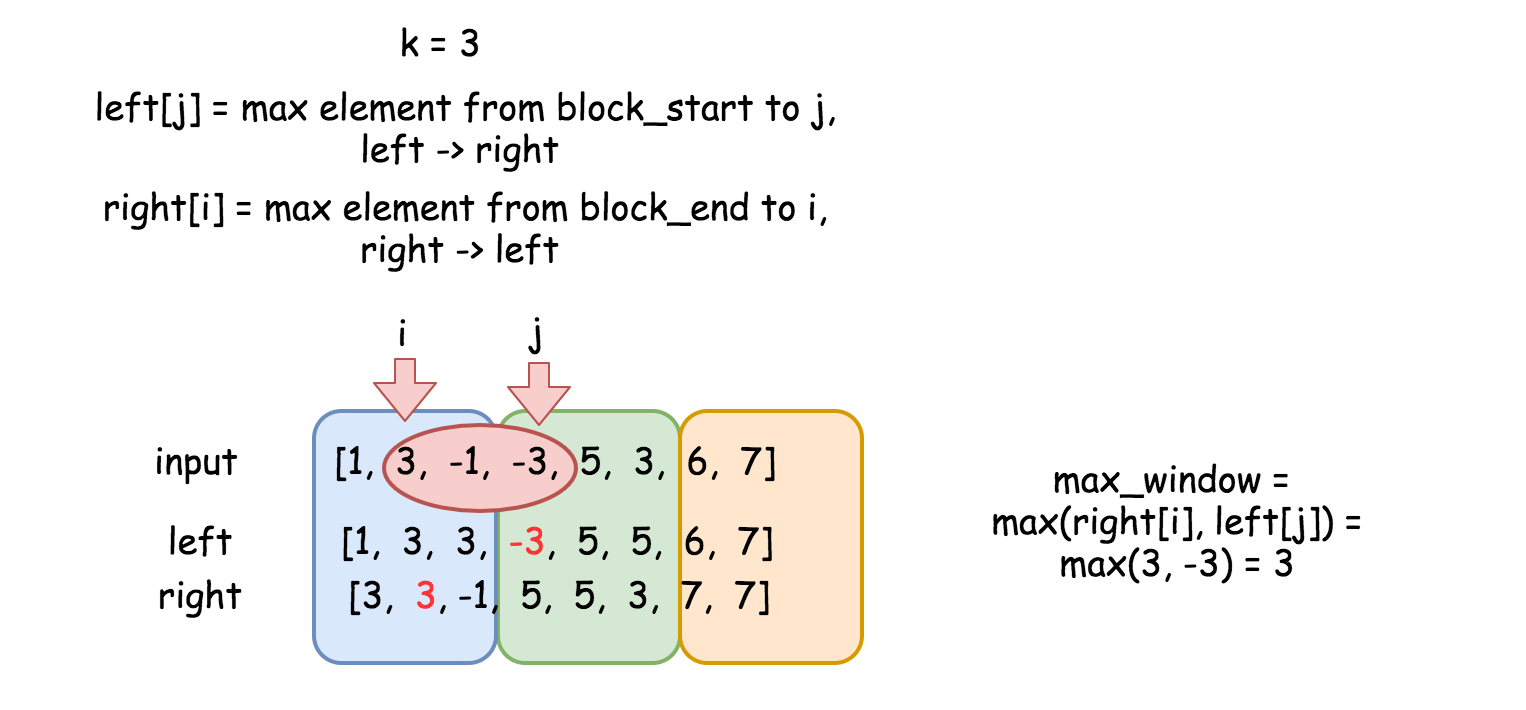 k = 3
left[j] = max element from block_start to j,
left -> right
right[i] = max element from block_end to i,
right -> left
i
j
input [1, 3, -1, -3, 5, 3, 6, 7]
left [1, 3, 3, -3, 5, 5, 6, 7]
right [3, 3, -1, 5, 5, 3, 7, 7]
max_window =
max(right[i], left[j]) =
max(3, -3) = 3